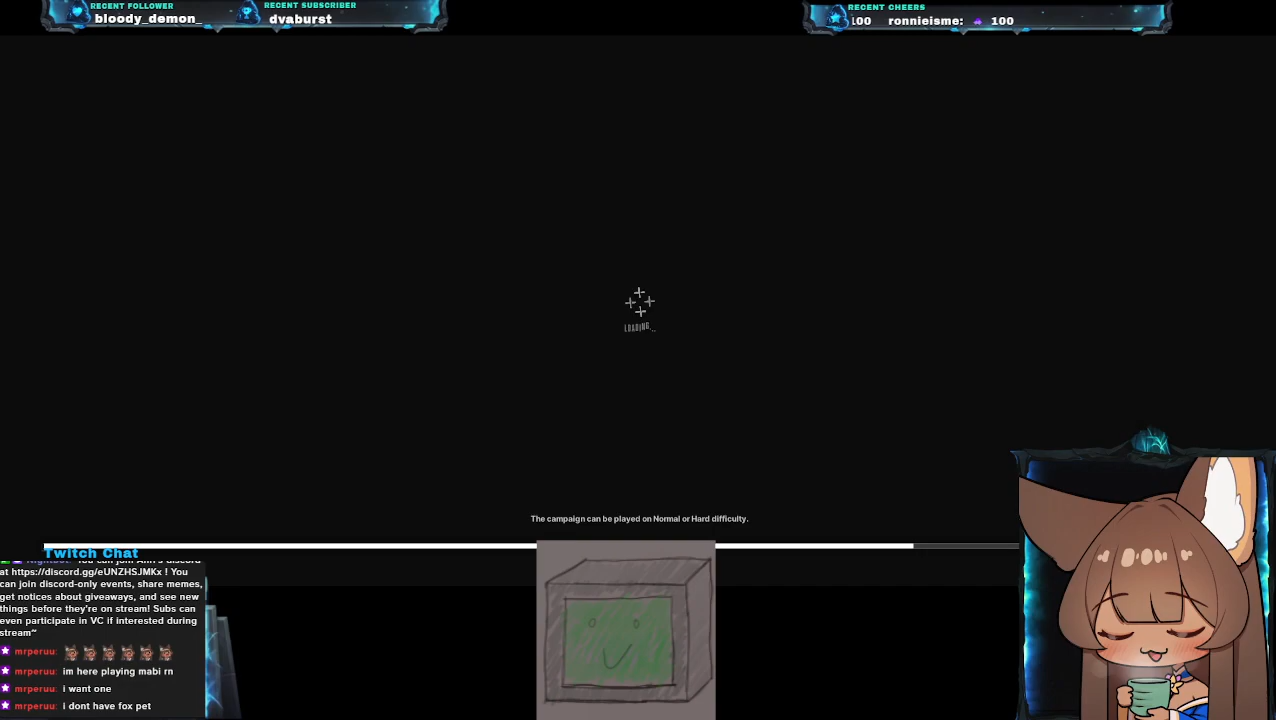 RECENT FOLLOWER
bloody_demon_
RECENT SUBSCRIBER
dvaburst
RECENT CHEERS
100 ronnieisme: 100
LOADING...
The campaign can be played on Normal or Hard difficulty.
Twitch Chat
at https://discord.gg/eUNZHSJMKx ! You
can join discord-only events, share memes,
get notices about giveaways, and see new
things before they're on stream! Subs can
even participate in VC if interested during
stream~
mrperuu:
mrperuu: im here playing mabi rn
mrperuu: i want one
mrperuu: i dont have fox pet